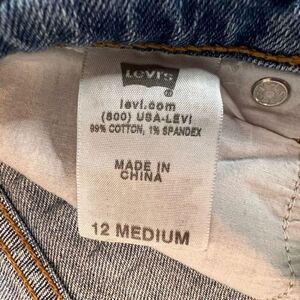 LEVI'S
levi.com
(800) USA-LEVI
99% COTTON, 1% SPANDEX
MADE IN
CHINA
12 MEDIUM